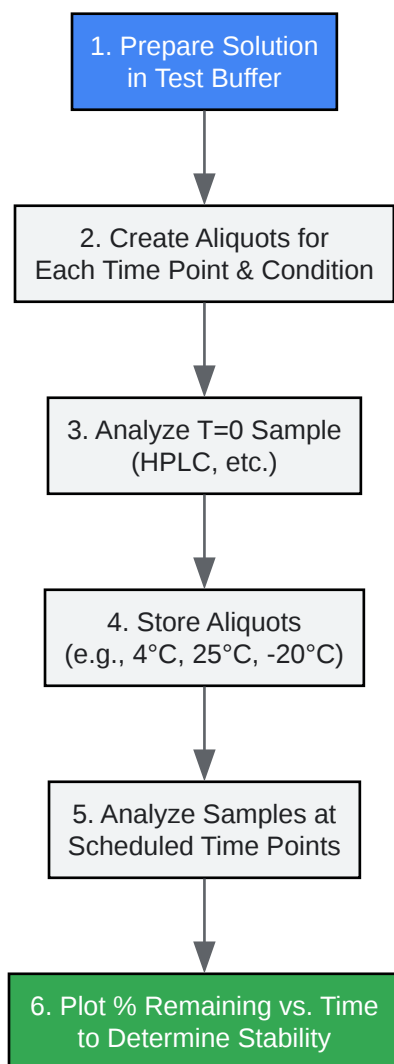 1. Prepare Solution
in Test Buffer
2. Create Aliquots for
Each Time Point & Condition
3. Analyze T=0 Sample
(HPLC, etc.)
4. Store Aliquots
(e.g., 4°C, 25°C, -20°C)
5. Analyze Samples at
Scheduled Time Points
6. Plot % Remaining vs. Time
to Determine Stability